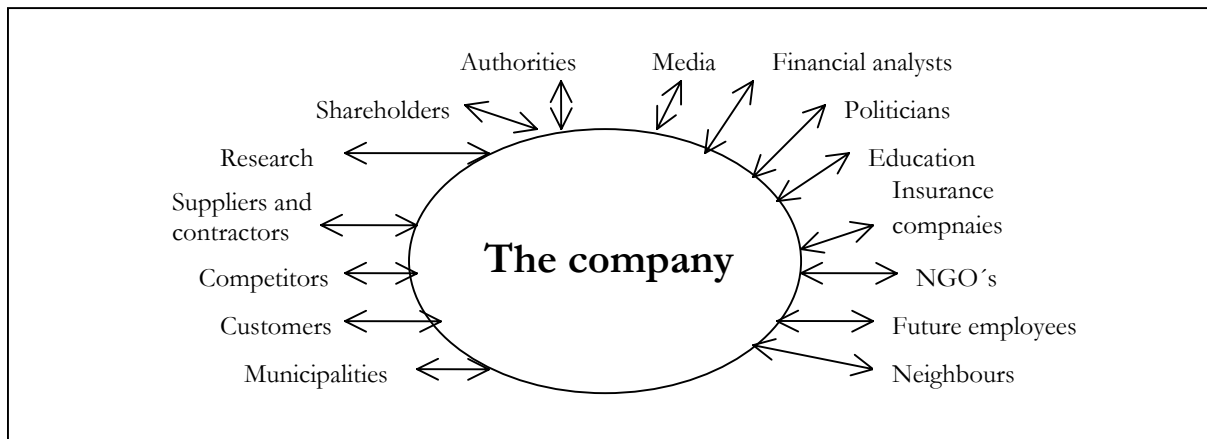 Authorities
Media
Financial analysts
Shareholders
Politicians
Research
Education
Suppliers and
contractors
Insurance
compnaies
The company
Competitors
NGO´s
Customers
Future employees
Municipalities
Neighbours